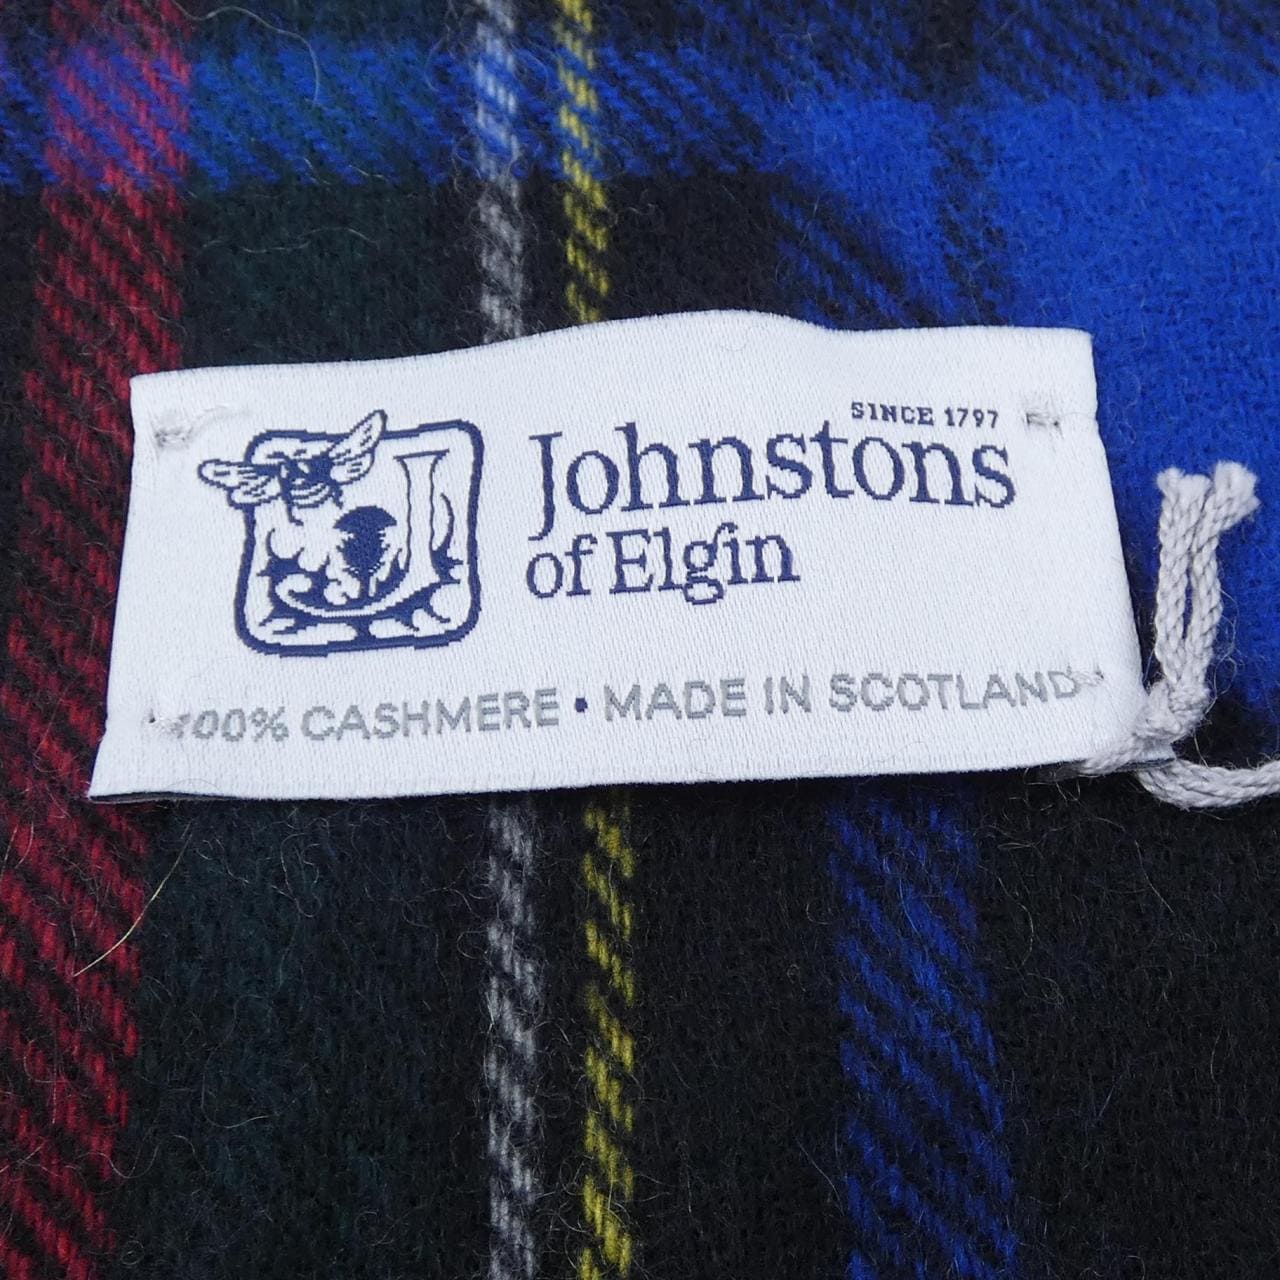 SINCE 1797
Johnstons
of Elgin
100% CASHMERE • MADE IN SCOTLAND